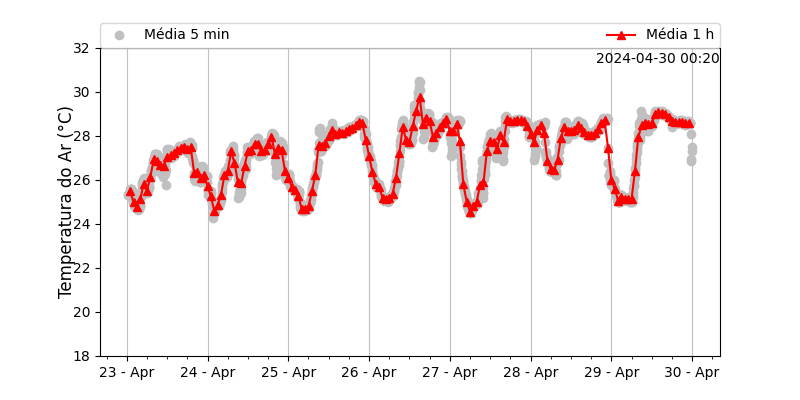 Média 5 min
Média 1 h
2024-04-30 00:20
Temperatura do Ar (°C)
32
30
28
26
24
22
20
18
23 - Apr
24 - Apr
25 - Apr
26 - Apr
27 - Apr
28 - Apr
29 - Apr
30 - Apr